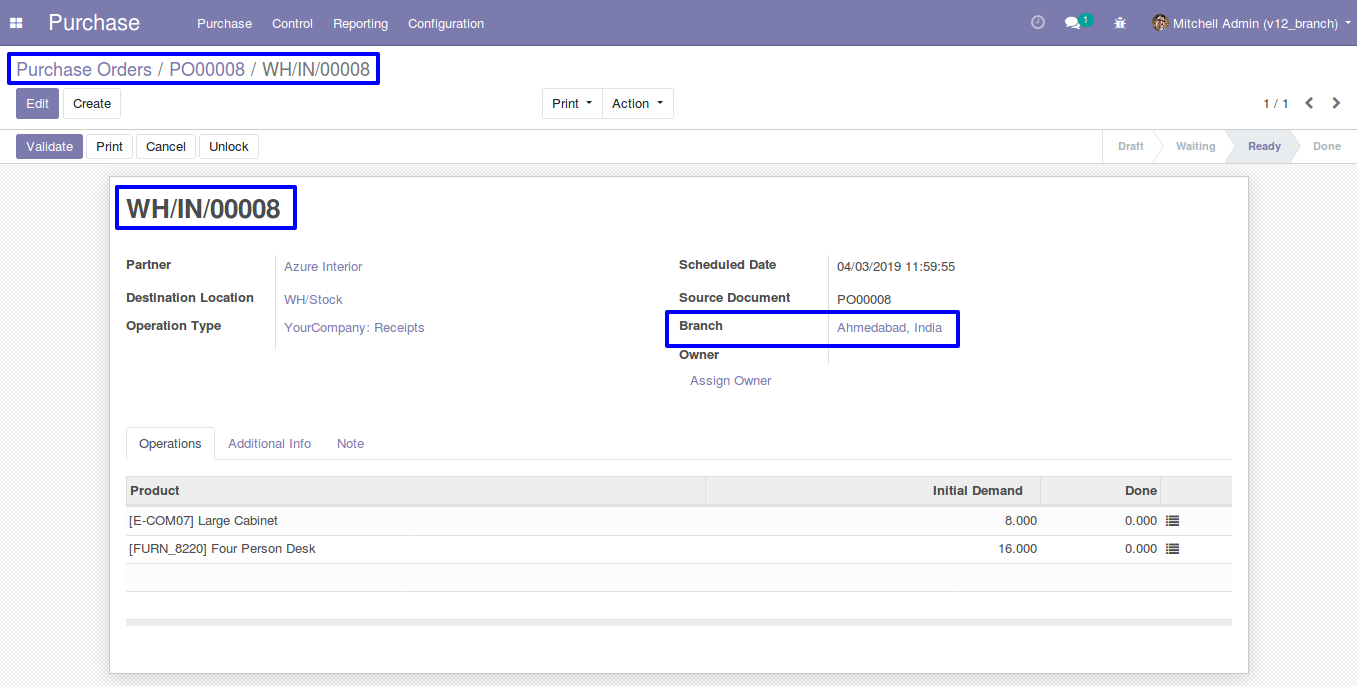 Purchase Purchase Control Reporting Configuration 1 Mitchell Admin (v12_branch)
Purchase Orders / PO00008 / WH/IN/00008
Edit Create Print Action 1 / 1
Validate Print Cancel Unlock Draft Waiting Ready Done
WH/IN/00008
Partner Azure Interior Scheduled Date 04/03/2019 11:59:55
Destination Location WH/Stock Source Document PO00008
Operation Type YourCompany: Receipts Branch Ahmedabad, India
Owner
Assign Owner
Operations Additional Info Note
Product Initial Demand Done
[E-COM07] Large Cabinet 8.000 0.000
[FURN_8220] Four Person Desk 16.000 0.000